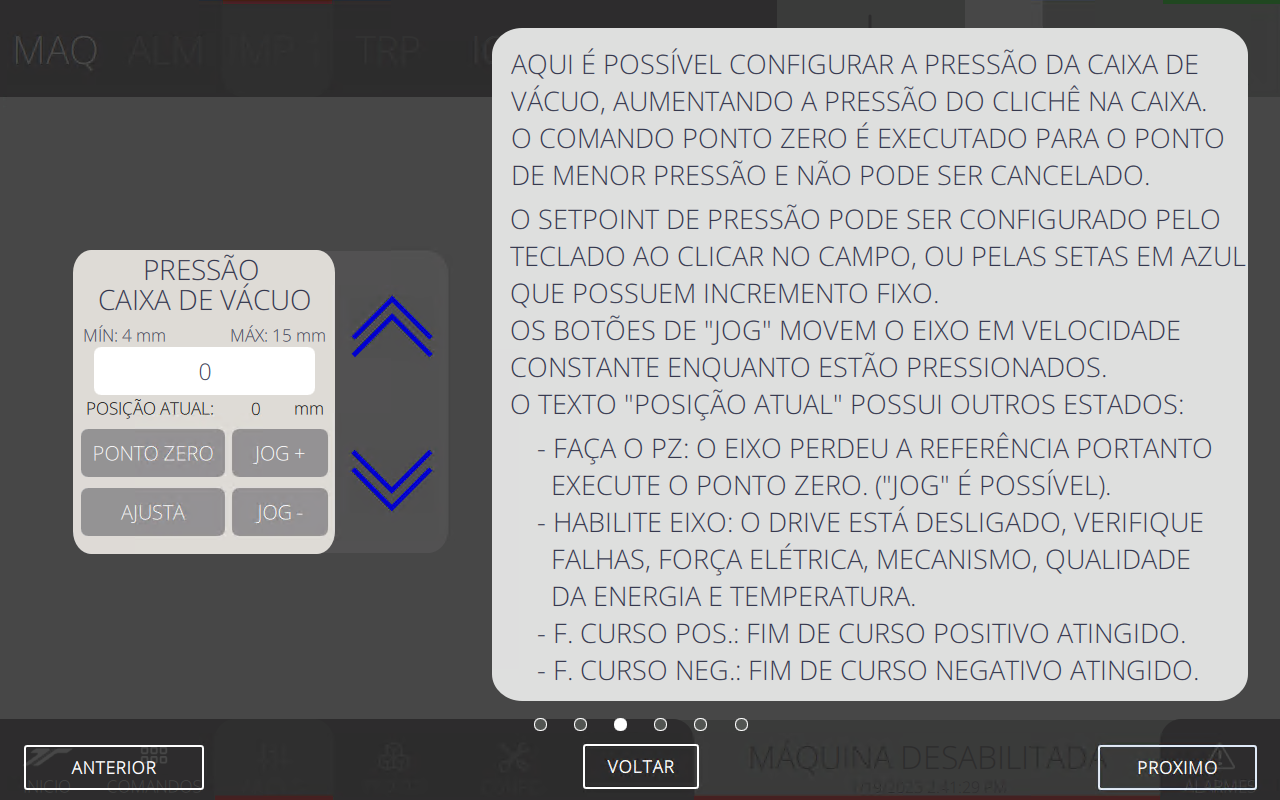 MAQ ALM IMP TRP
AQUI É POSSÍVEL CONFIGURAR A PRESSÃO DA CAIXA DE
VÁCUO, AUMENTANDO A PRESSÃO DO CLICHÊ NA CAIXA.
O COMANDO PONTO ZERO É EXECUTADO PARA O PONTO
DE MENOR PRESSÃO E NÃO PODE SER CANCELADO.
O SETPOINT DE PRESSÃO PODE SER CONFIGURADO PELO
TECLADO AO CLICAR NO CAMPO, OU PELAS SETAS EM AZUL
QUE POSSUEM INCREMENTO FIXO.
OS BOTÕES DE "JOG" MOVEM O EIXO EM VELOCIDADE
CONSTANTE ENQUANTO ESTÃO PRESSIONADOS.
O TEXTO "POSIÇÃO ATUAL" POSSUI OUTROS ESTADOS:
- FAÇA O PZ: O EIXO PERDEU A REFERÊNCIA PORTANTO
EXECUTE O PONTO ZERO. ("JOG" É POSSÍVEL).
- HABILITE EIXO: O DRIVE ESTÁ DESLIGADO, VERIFIQUE
FALHAS, FORÇA ELÉTRICA, MECANISMO, QUALIDADE
DA ENERGIA E TEMPERATURA.
- F. CURSO POS.: FIM DE CURSO POSITIVO ATINGIDO.
- F. CURSO NEG.: FIM DE CURSO NEGATIVO ATINGIDO.
PRESSÃO
CAIXA DE VÁCUO
MÍN: 4 mm MÁX: 15 mm
0
POSIÇÃO ATUAL: 0 mm
PONTO ZERO JOG +
AJUSTA JOG -
MÁQUINA DESABILITADA
1/19/2023 2:41:29 PM
ANTERIOR VOLTAR PROXIMO
INICIO COMANDOS ALARMES